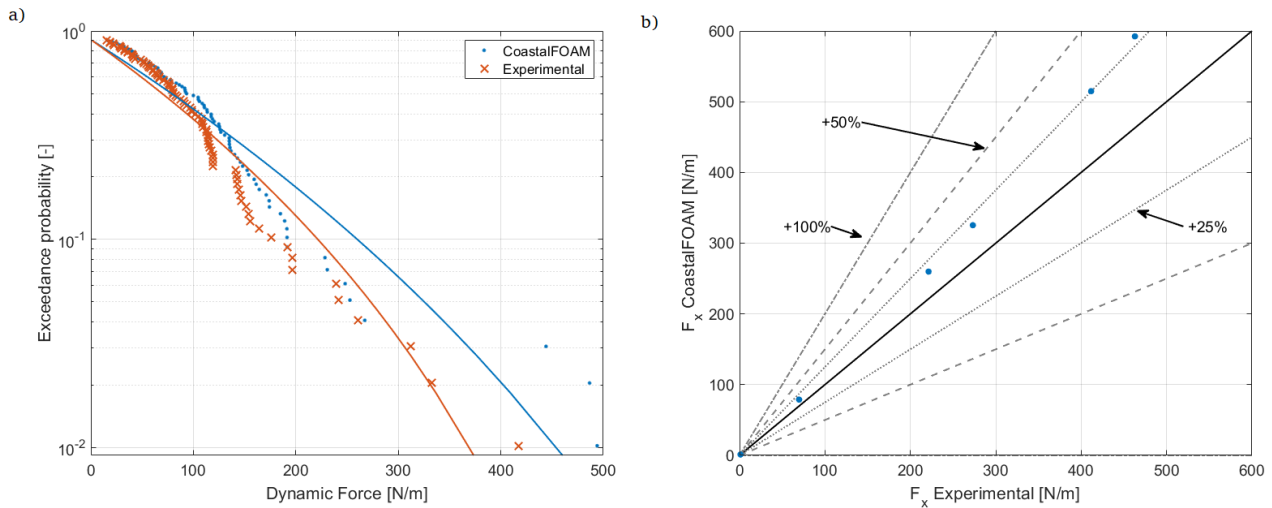 a)
10^0
10^-1
10^-2
Exceedance probability [-]
0 100 200 300 400 500
Dynamic Force [N/m]
CoastalFOAM
Experimental
b)
600
500
400
300
200
100
0
F_x CoastalFOAM [N/m]
+50%
+100%
+25%
0 100 200 300 400 500 600
F_x Experimental [N/m]